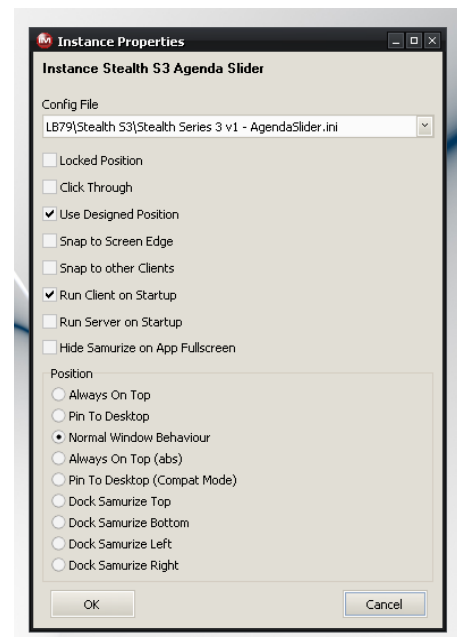 Instance Properties
Instance Stealth S3 Agenda Slider
Config File
LB79\Stealth S3\Stealth Series 3 v1 - AgendaSlider.ini
Locked Position
Click Through
Use Designed Position
Snap to Screen Edge
Snap to other Clients
Run Client on Startup
Run Server on Startup
Hide Samurize on App Fullscreen
Position
Always On Top
Pin To Desktop
Normal Window Behaviour
Always On Top (abs)
Pin To Desktop (Compat Mode)
Dock Samurize Top
Dock Samurize Bottom
Dock Samurize Left
Dock Samurize Right
OK Cancel